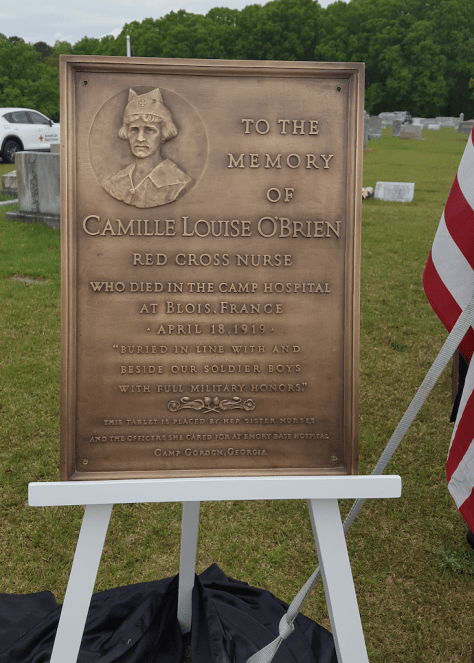 TO THE
MEMORY
OF
CAMILLE LOUISE O'BRIEN
RED CROSS NURSE
WHO DIED IN THE CAMP HOSPITAL
AT BLOIS, FRANCE
· APRIL 18, 1919 ·
"BURIED IN LINE WITH AND
BESIDE OUR SOLDIER BOYS
WITH FULL MILITARY HONORS."
THIS TABLET IS PLACED BY HER SISTER NURSES
AND THE OFFICERS SHE CARED FOR AT EMORY BASE HOSPITAL
CAMP GORDON, GEORGIA